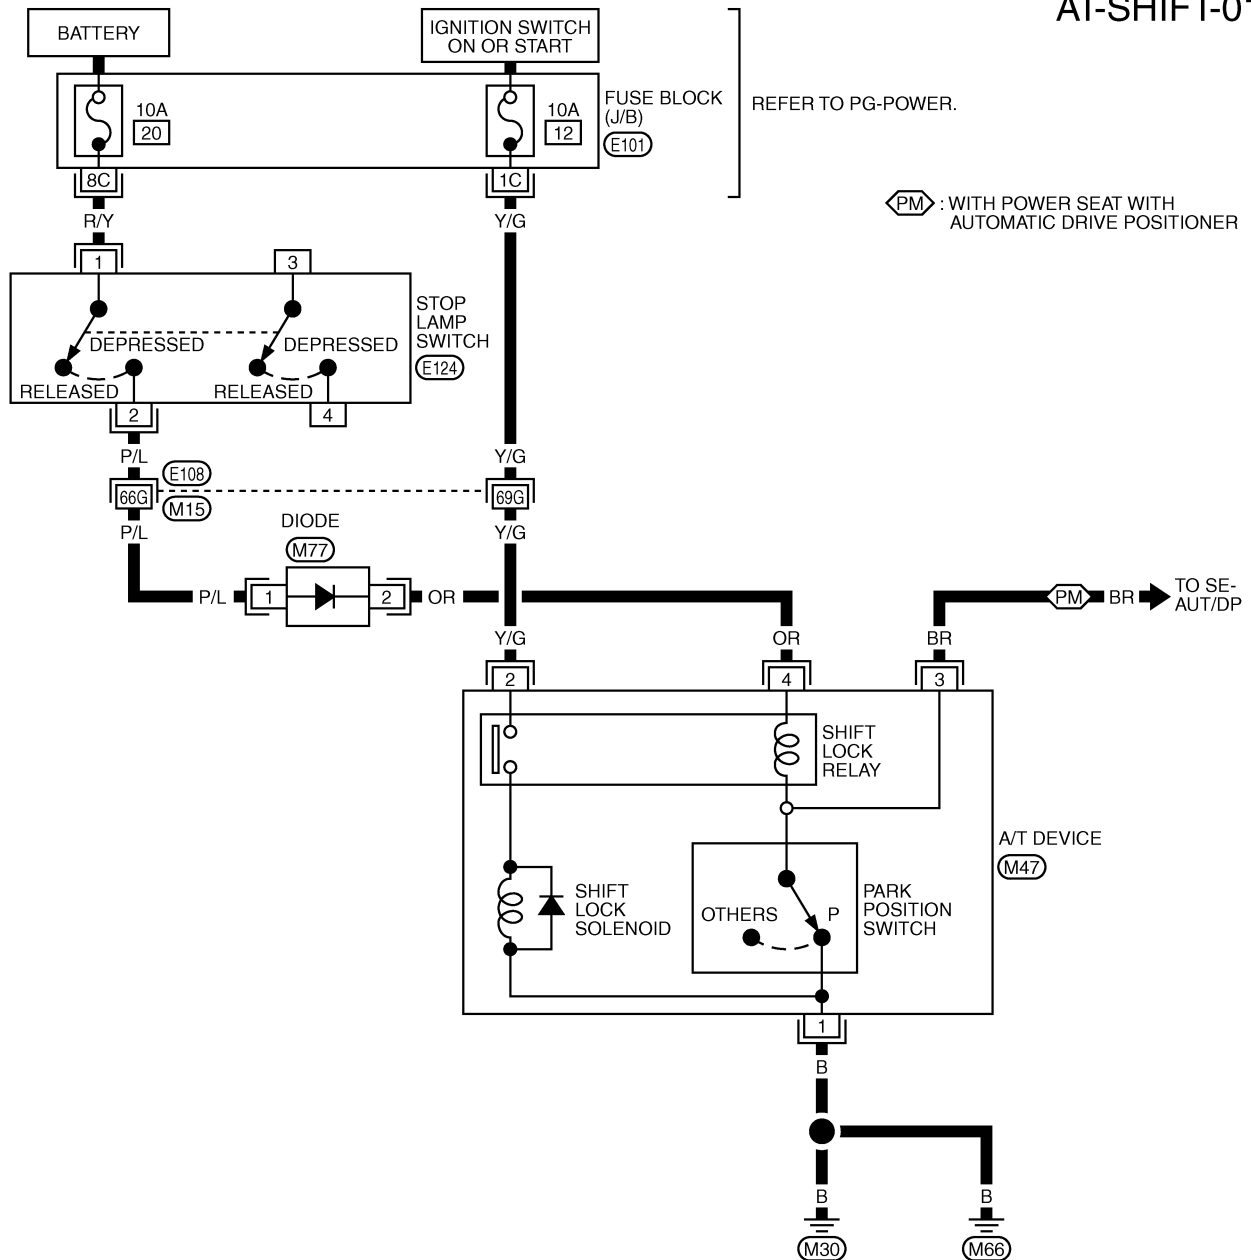 AT-SHIFT-01
BATTERY
IGNITION SWITCH
ON OR START
10A
20
10A
12
FUSE BLOCK
(J/B)
E101
REFER TO PG-POWER.
8C
1C
R/Y
Y/G
PM : WITH POWER SEAT WITH
AUTOMATIC DRIVE POSITIONER
1
3
DEPRESSED
DEPRESSED
RELEASED
RELEASED
STOP
LAMP
SWITCH
E124
2
4
P/L
Y/G
E108
66G
69G
M15
P/L
Y/G
DIODE
M77
P/L
1
2
OR
PM
BR
TO SE-
AUT/DP
Y/G
OR
BR
2
4
3
SHIFT
LOCK
RELAY
A/T DEVICE
M47
SHIFT
LOCK
SOLENOID
OTHERS
P
PARK
POSITION
SWITCH
1
B
B
B
M30
M66